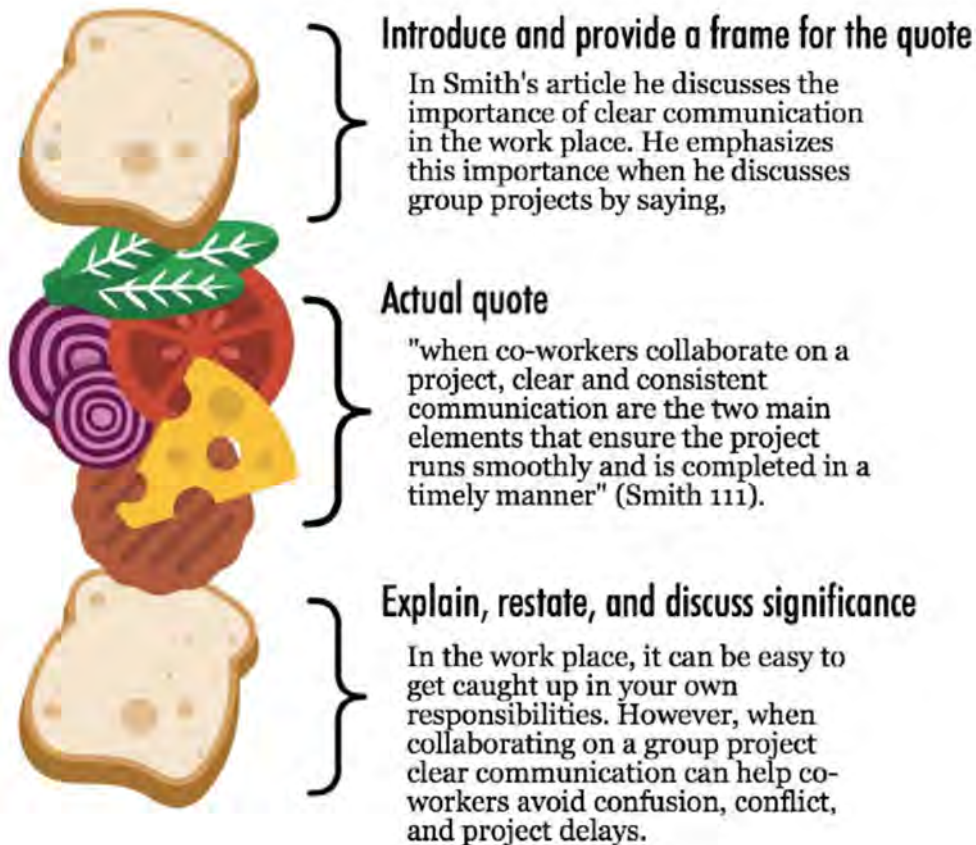 Introduce and provide a frame for the quote
In Smith's article he discusses the
importance of clear communication
in the work place. He emphasizes
this importance when he discusses
group projects by saying,
Actual quote
"when co-workers collaborate on a
project, clear and consistent
communication are the two main
elements that ensure the project
runs smoothly and is completed in a
timely manner" (Smith 111).
Explain, restate, and discuss significance
In the work place, it can be easy to
get caught up in your own
responsibilities. However, when
collaborating on a group project
clear communication can help co-
workers avoid confusion, conflict,
and project delays.